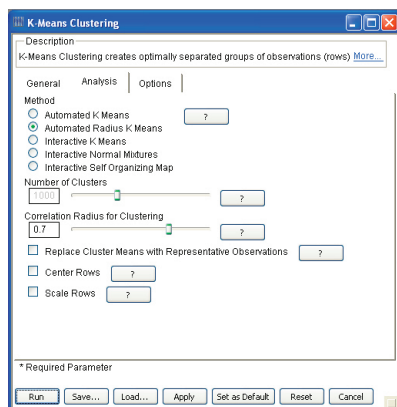 K-Means Clustering
Description
K-Means Clustering creates optimally separated groups of observations (rows) More...
General Analysis Options
Method
Automated K Means ?
Automated Radius K Means
Interactive K Means
Interactive Normal Mixtures
Interactive Self Organizing Map
Number of Clusters
1000 ?
Correlation Radius for Clustering
0.7 ?
Replace Cluster Means with Representative Observations ?
Center Rows ?
Scale Rows ?
* Required Parameter
Run Save... Load... Apply Set as Default Reset Cancel